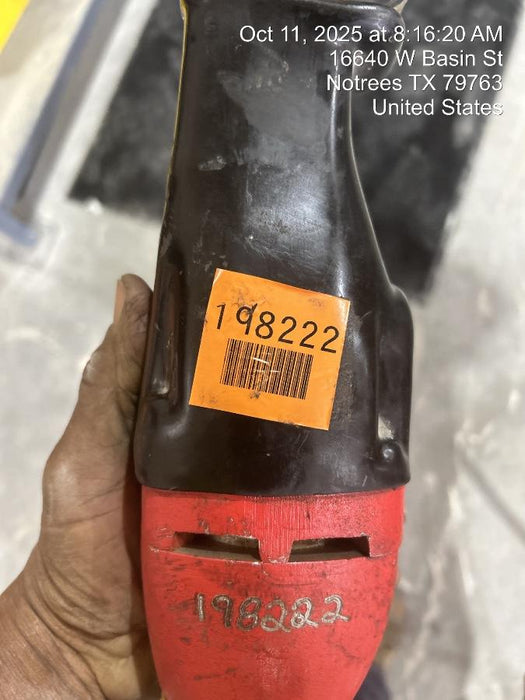 Oct 11, 2025 at 8:16:20 AM
16640 W Basin St
Notrees TX 79763
United States
198222
198222